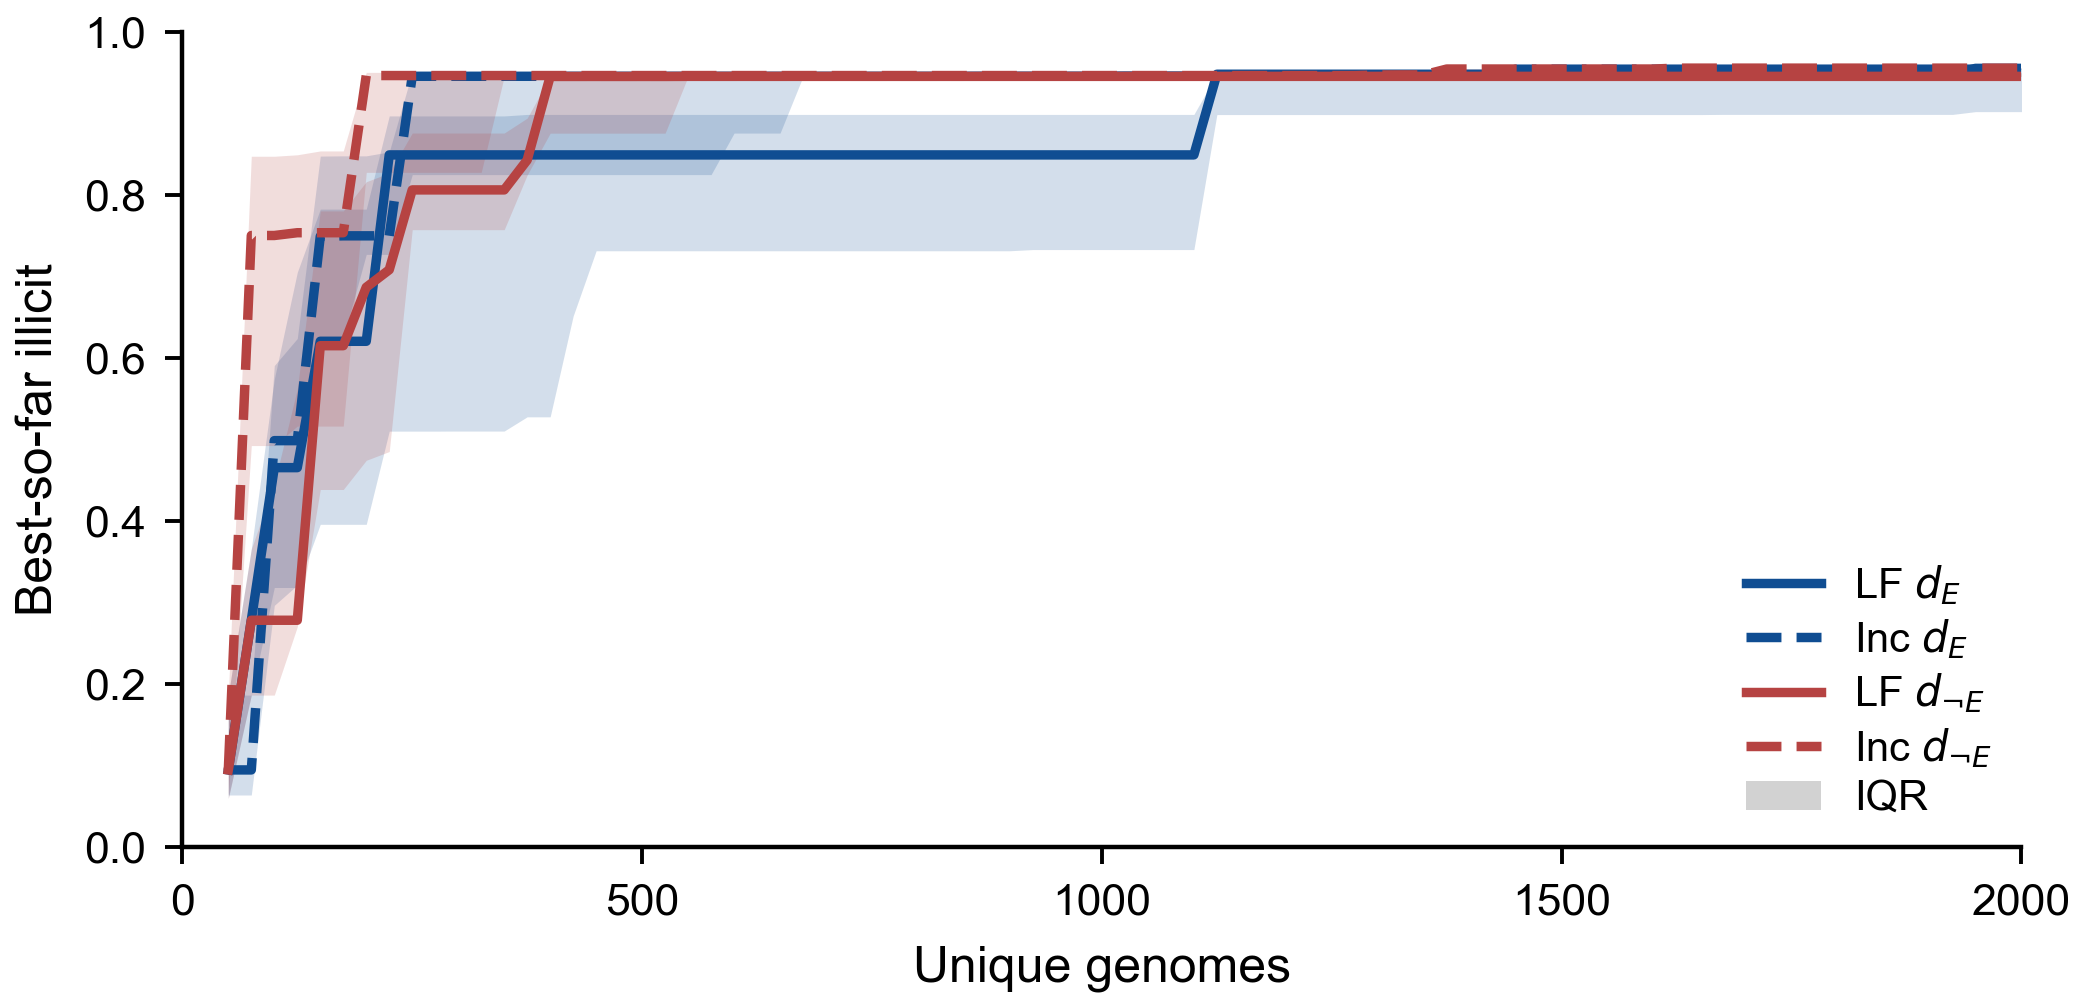 1.0
0.8
0.6
0.4
0.2
0.0
Best-so-far illicit
0
500
1000
1500
2000
Unique genomes
LF d_E
Inc d_E
LF d_¬E
Inc d_¬E
IQR